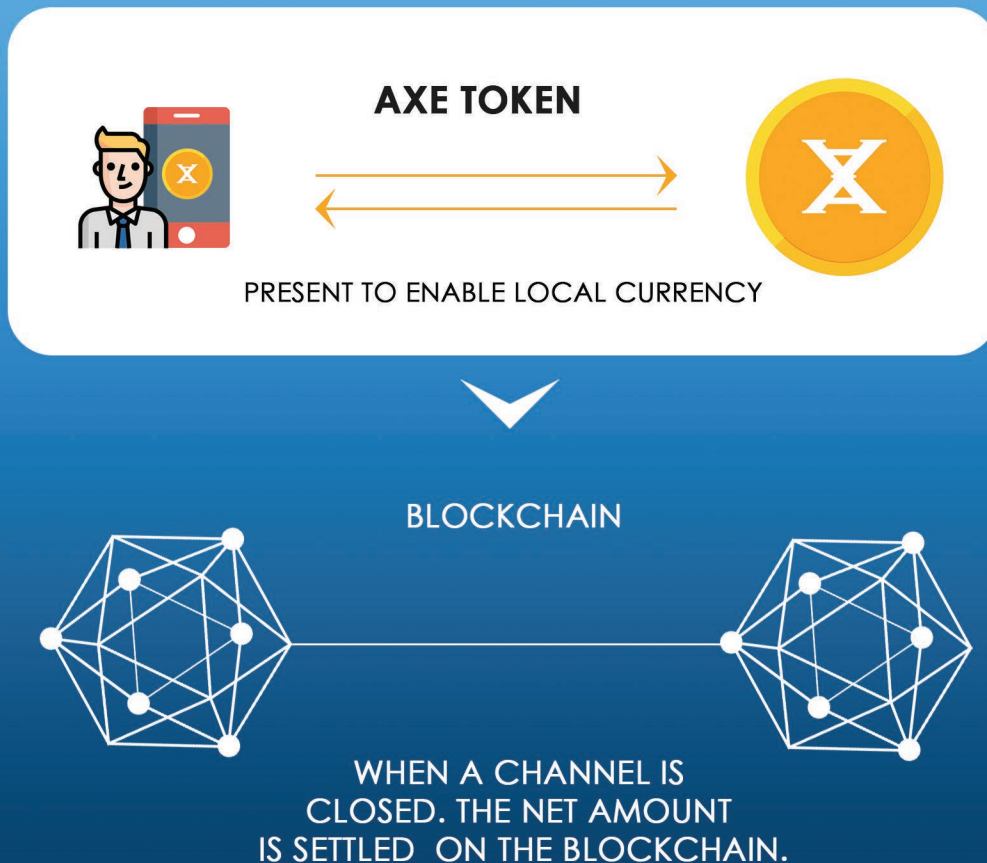 AXE TOKEN
PRESENT TO ENABLE LOCAL CURRENCY
BLOCKCHAIN
WHEN A CHANNEL IS
CLOSED. THE NET AMOUNT
IS SETTLED ON THE BLOCKCHAIN.